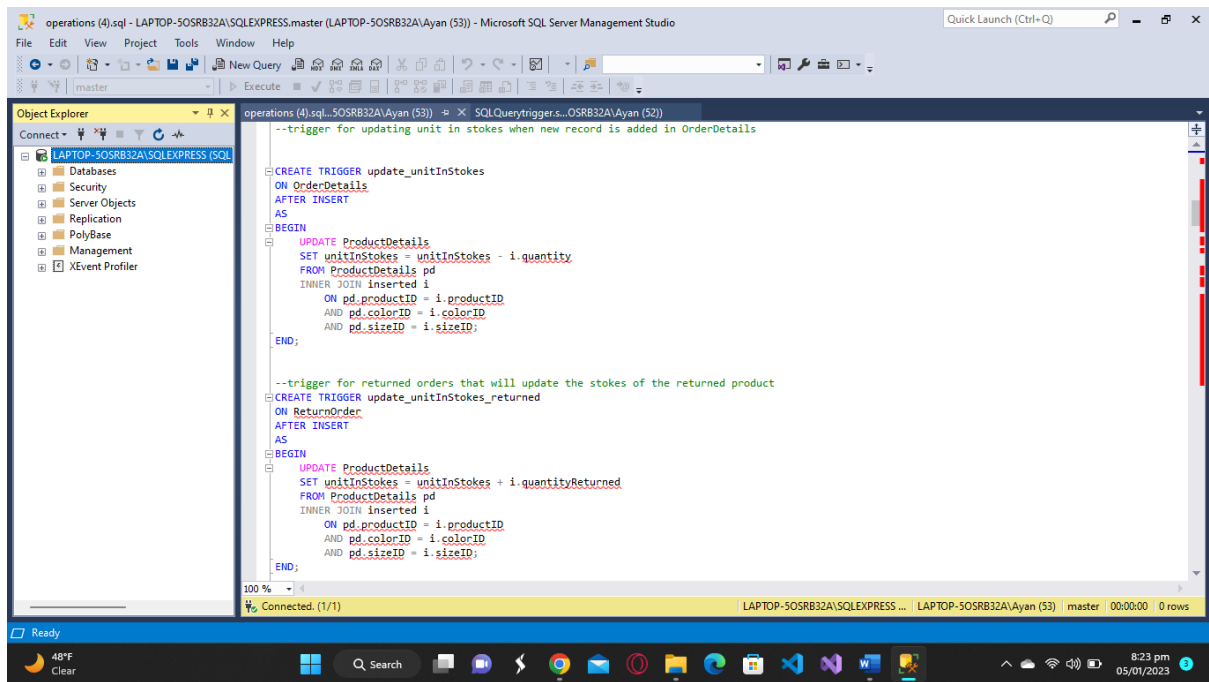 operations (4).sql - LAPTOP-5OSRB32A\SQLEXPRESS.master (LAPTOP-5OSRB32A\Ayan (53)) - Microsoft SQL Server Management Studio
Quick Launch (Ctrl+Q)
File Edit View Project Tools Window Help
New Query
MDX DMX XMLA DAX
master
Execute
Object Explorer
operations (4).sql...5OSRB32A\Ayan (53))
SQLQuerytrigger.s...OSRB32A\Ayan (52))
Connect
LAPTOP-5OSRB32A\SQLEXPRESS (SQL
Databases
Security
Server Objects
Replication
PolyBase
Management
XEvent Profiler
--trigger for updating unit in stokes when new record is added in OrderDetails
CREATE TRIGGER update_unitInStokes
ON OrderDetails
AFTER INSERT
AS
BEGIN
UPDATE ProductDetails
SET unitInStokes = unitInStokes - i.quantity
FROM ProductDetails pd
INNER JOIN inserted i
ON pd.productID = i.productID
AND pd.colorID = i.colorID
AND pd.sizeID = i.sizeID;
END;
--trigger for returned orders that will update the stokes of the returned product
CREATE TRIGGER update_unitInStokes_returned
ON ReturnOrder
AFTER INSERT
AS
BEGIN
UPDATE ProductDetails
SET unitInStokes = unitInStokes + i.quantityReturned
FROM ProductDetails pd
INNER JOIN inserted i
ON pd.productID = i.productID
AND pd.colorID = i.colorID
AND pd.sizeID = i.sizeID;
END;
100 %
Connected. (1/1)
LAPTOP-5OSRB32A\SQLEXPRESS ...
LAPTOP-5OSRB32A\Ayan (53)
master
00:00:00
0 rows
Ready
48°F
Clear
Search
8:23 pm
05/01/2023
3